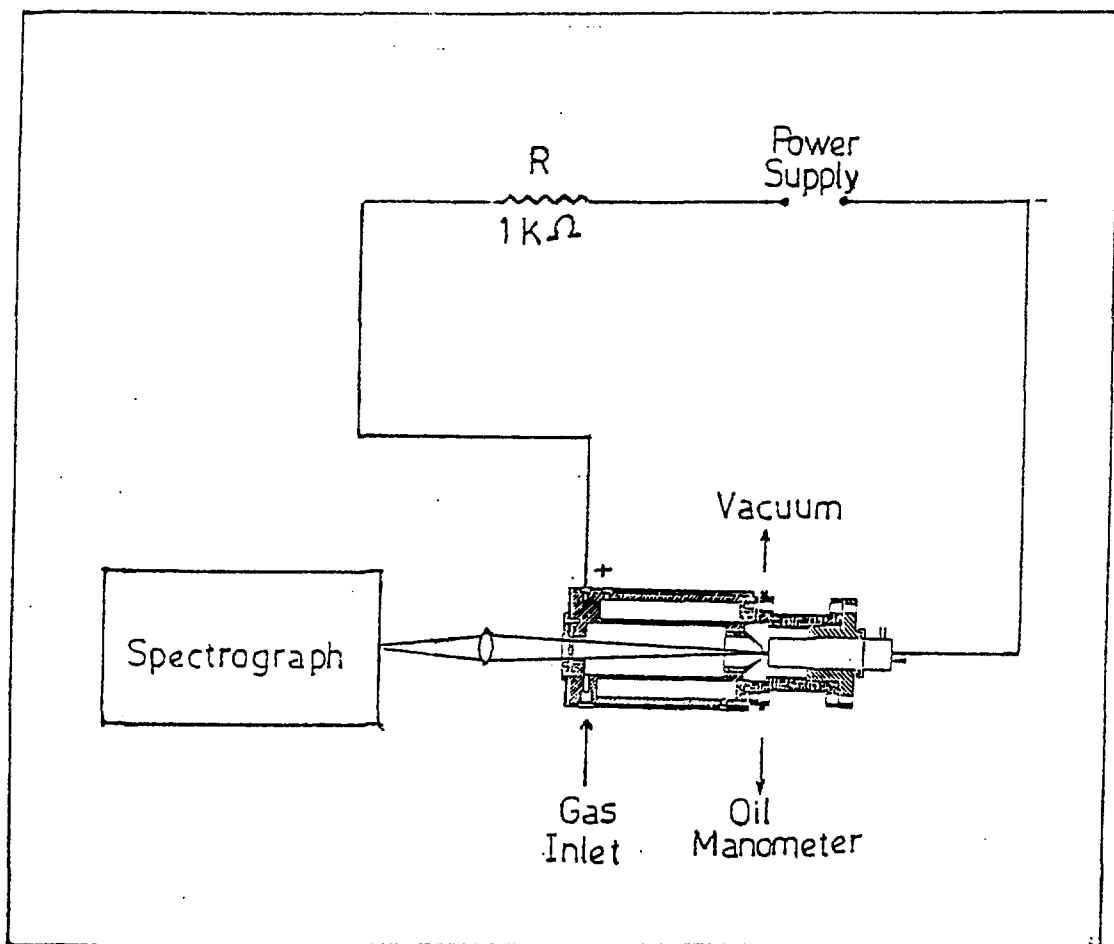 R
1KΩ
Power
Supply
-
Vacuum
+
Spectrograph
Gas
Inlet
Oil
Manometer